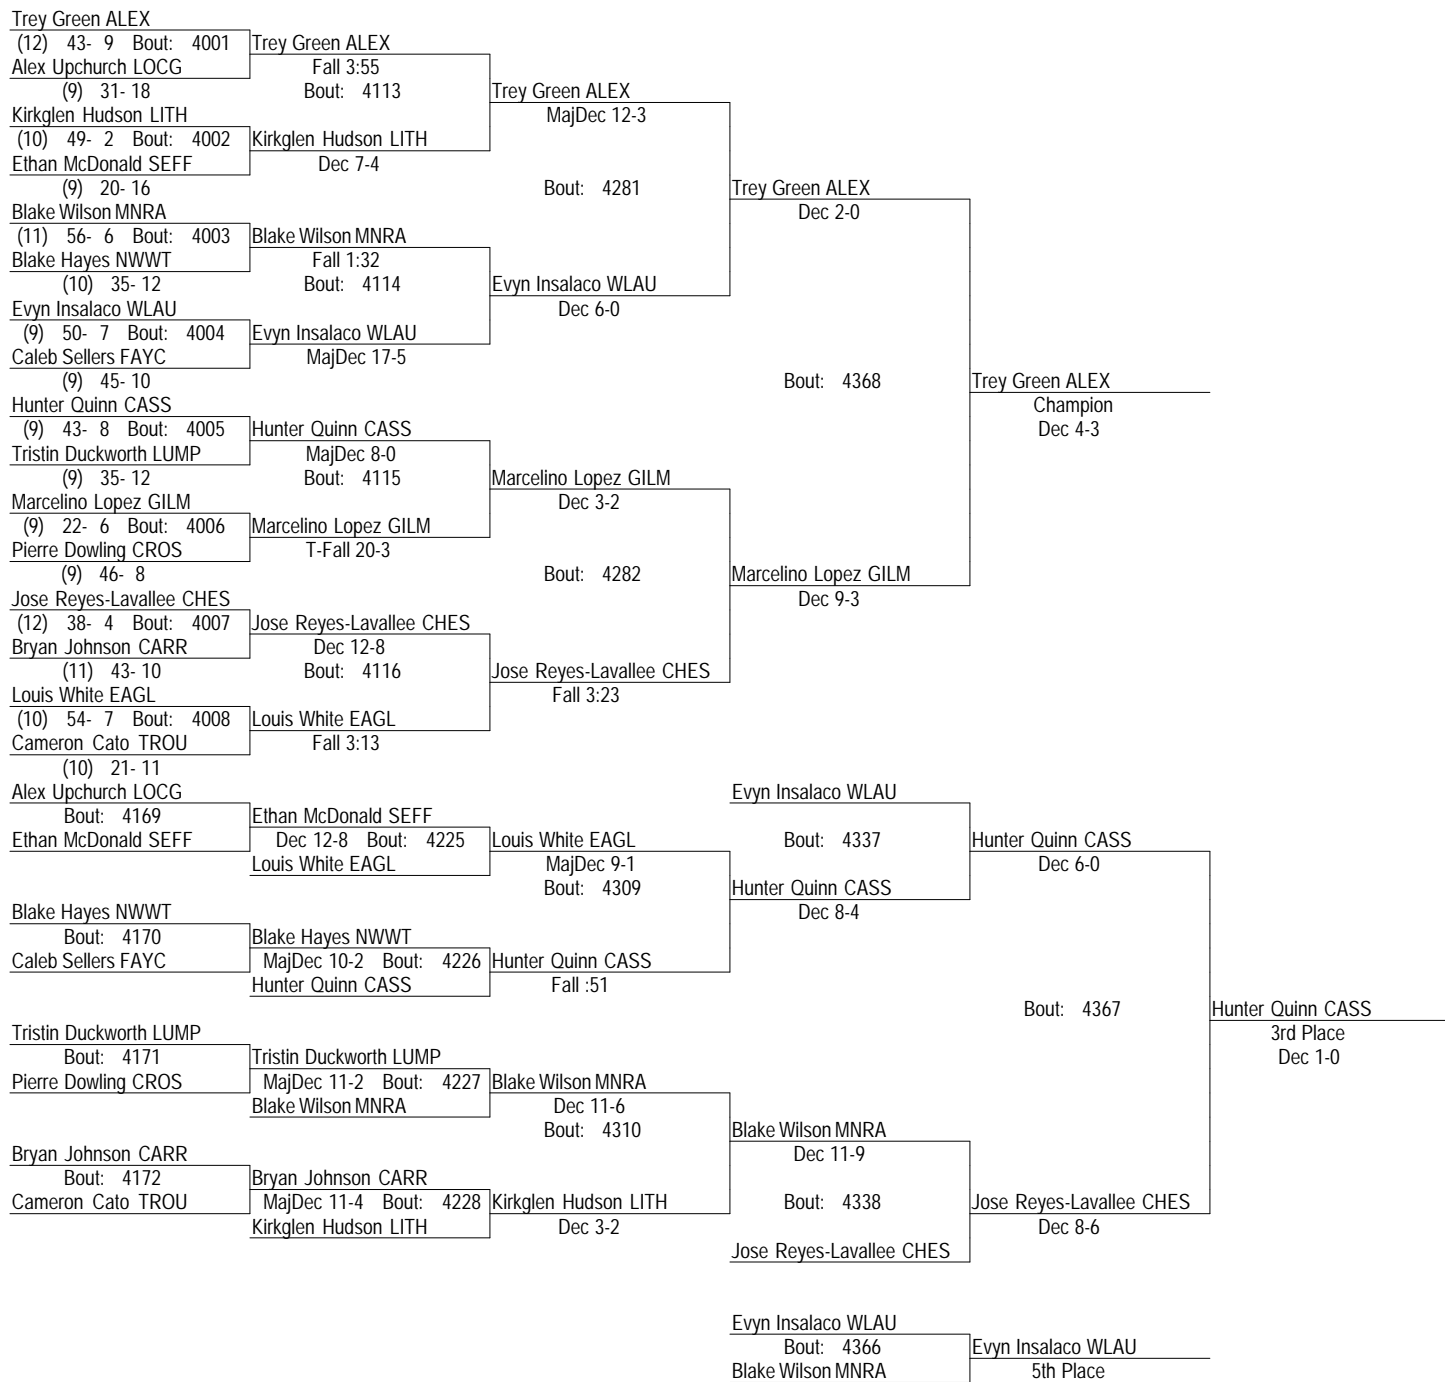 Trey Green ALEX
(12) 43- 9 Bout: 4001
Trey Green ALEX
Alex Upchurch LOCG
Fall 3:55
(9) 31- 18
Bout: 4113
Trey Green ALEX
Kirkglen Hudson LITH
MajDec 12-3
(10) 49- 2 Bout: 4002
Kirkglen Hudson LITH
Ethan McDonald SEFF
Dec 7-4
(9) 20- 16
Bout: 4281
Trey Green ALEX
Blake Wilson MNRA
Dec 2-0
(11) 56- 6 Bout: 4003
Blake Wilson MNRA
Blake Hayes NWWT
Fall 1:32
(10) 35- 12
Bout: 4114
Evyn Insalaco WLAU
Evyn Insalaco WLAU
Dec 6-0
(9) 50- 7 Bout: 4004
Evyn Insalaco WLAU
Caleb Sellers FAYC
MajDec 17-5
(9) 45- 10
Bout: 4368
Trey Green ALEX
Hunter Quinn CASS
Champion
(9) 43- 8 Bout: 4005
Hunter Quinn CASS
Dec 4-3
Tristin Duckworth LUMP
MajDec 8-0
(9) 35- 12
Bout: 4115
Marcelino Lopez GILM
Marcelino Lopez GILM
Dec 3-2
(9) 22- 6 Bout: 4006
Marcelino Lopez GILM
Pierre Dowling CROS
T-Fall 20-3
(9) 46- 8
Bout: 4282
Marcelino Lopez GILM
Jose Reyes-Lavallee CHES
Dec 9-3
(12) 38- 4 Bout: 4007
Jose Reyes-Lavallee CHES
Bryan Johnson CARR
Dec 12-8
(11) 43- 10
Bout: 4116
Jose Reyes-Lavallee CHES
Louis White EAGL
Fall 3:23
(10) 54- 7 Bout: 4008
Louis White EAGL
Cameron Cato TROU
Fall 3:13
(10) 21- 11
Alex Upchurch LOCG
Evyn Insalaco WLAU
Bout: 4169
Ethan McDonald SEFF
Ethan McDonald SEFF
Dec 12-8 Bout: 4225
Louis White EAGL
Bout: 4337
Hunter Quinn CASS
Louis White EAGL
MajDec 9-1
Dec 6-0
Bout: 4309
Hunter Quinn CASS
Blake Hayes NWWT
Dec 8-4
Bout: 4170
Blake Hayes NWWT
Caleb Sellers FAYC
MajDec 10-2 Bout: 4226
Hunter Quinn CASS
Hunter Quinn CASS
Fall :51
Bout: 4367
Hunter Quinn CASS
Tristin Duckworth LUMP
3rd Place
Bout: 4171
Tristin Duckworth LUMP
Dec 1-0
Pierre Dowling CROS
MajDec 11-2 Bout: 4227
Blake Wilson MNRA
Blake Wilson MNRA
Dec 11-6
Bout: 4310
Blake Wilson MNRA
Bryan Johnson CARR
Dec 11-9
Bout: 4172
Bryan Johnson CARR
Cameron Cato TROU
MajDec 11-4 Bout: 4228
Kirkglen Hudson LITH
Bout: 4338
Jose Reyes-Lavallee CHES
Kirkglen Hudson LITH
Dec 3-2
Dec 8-6
Jose Reyes-Lavallee CHES
Evyn Insalaco WLAU
Bout: 4366
Evyn Insalaco WLAU
Blake Wilson MNRA
5th Place